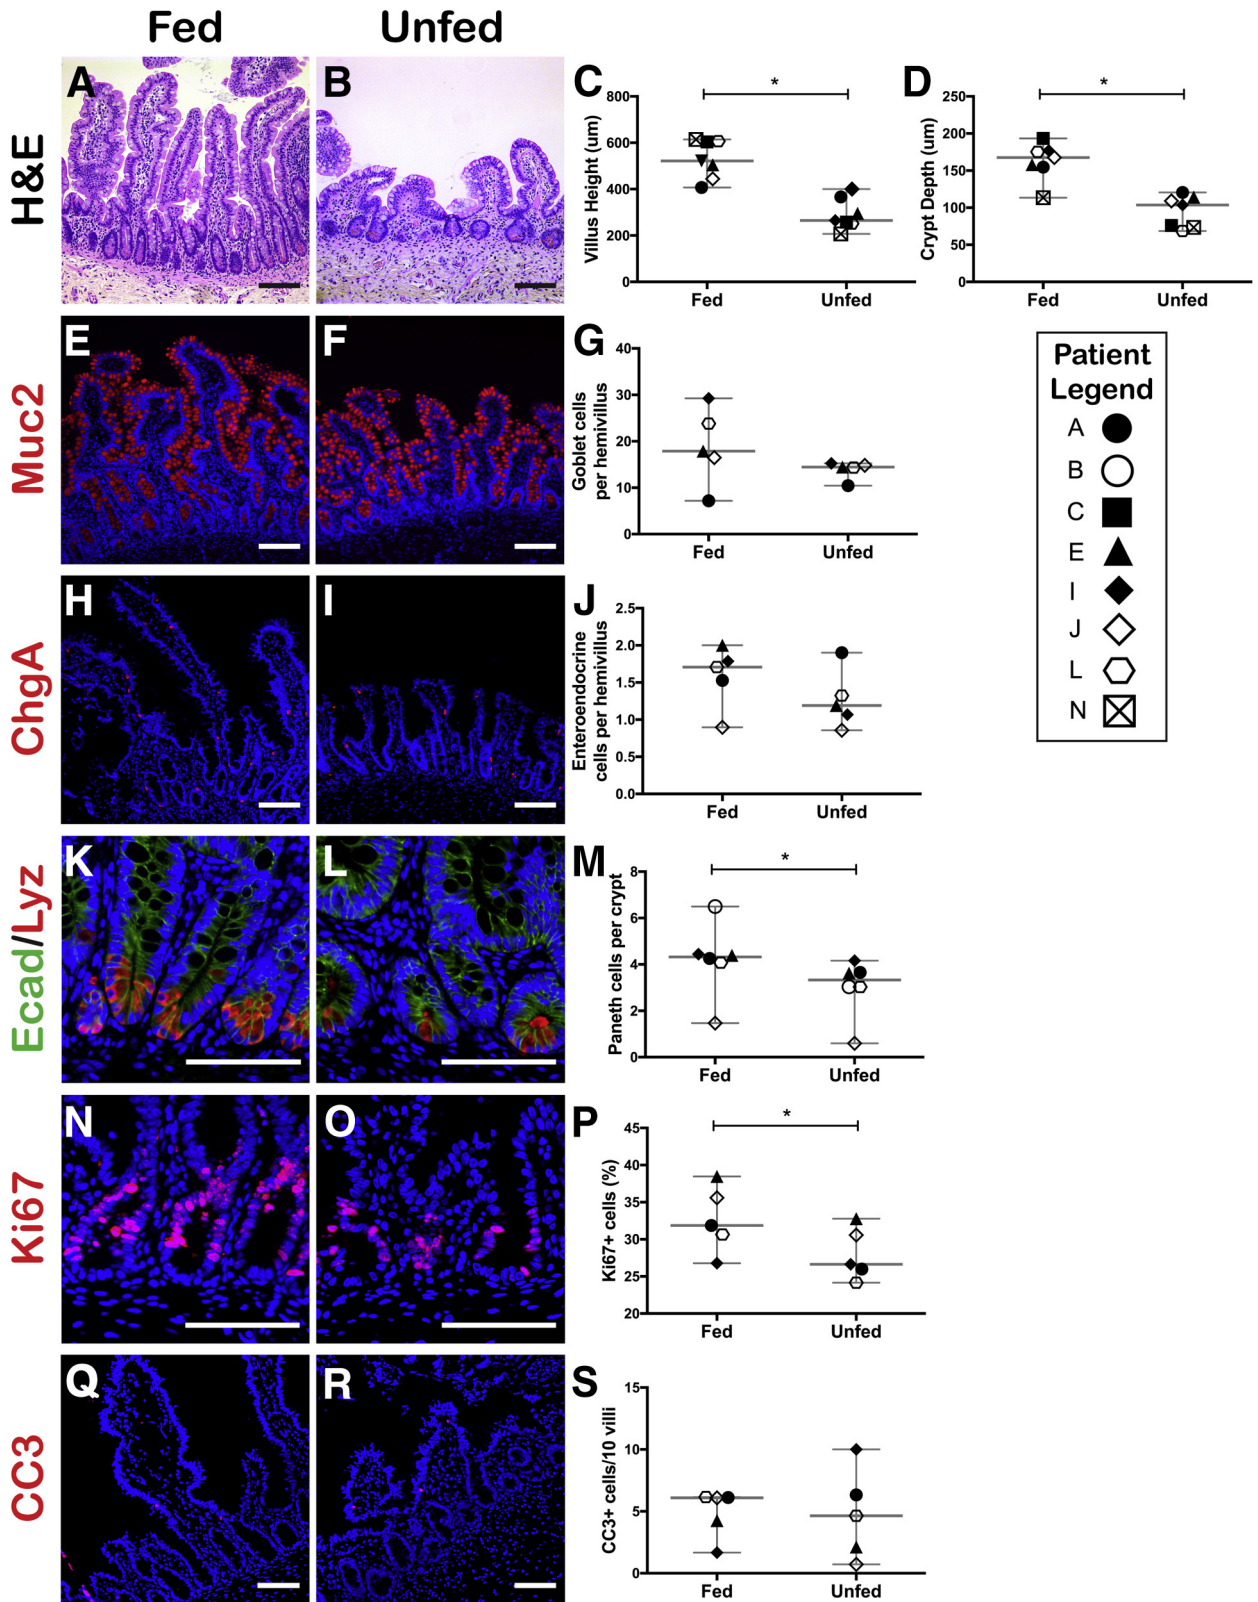 Fed Unfed
H&E
A
B
C
*
Villus Height (um)
800
600
400
200
0
Fed Unfed
D
*
Crypt Depth (um)
250
200
150
100
50
0
Fed Unfed
Muc2
E
F
G
Goblet cells
per hemivillus
40
30
20
10
0
Fed Unfed
Patient
Legend
A
B
C
E
I
J
L
N
ChgA
H
I
J
Enteroendocrine
cells per hemivillus
2.5
2.0
1.5
1.0
0.5
0.0
Fed Unfed
Ecad/Lyz
K
L
M
*
Paneth cells per crypt
8
6
4
2
0
Fed Unfed
Ki67
N
O
P
*
Ki67+ cells (%)
45
40
35
30
25
20
Fed Unfed
CC3
Q
R
S
CC3+ cells/10 villi
15
10
5
0
Fed Unfed